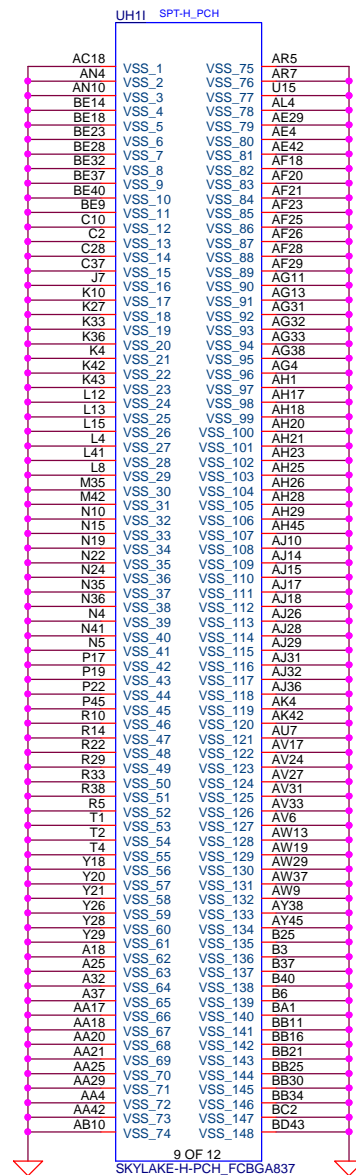 UH1I SPT-H_PCH
AC18 VSS_1 VSS_75 AR5
AN4 VSS_2 VSS_76 AR7
AN10 VSS_3 VSS_77 U15
BE14 VSS_4 VSS_78 AL4
BE18 VSS_5 VSS_79 AE29
BE23 VSS_6 VSS_80 AE4
BE28 VSS_7 VSS_81 AE42
BE32 VSS_8 VSS_82 AF18
BE37 VSS_9 VSS_83 AF20
BE40 VSS_10 VSS_84 AF21
BE9 VSS_11 VSS_85 AF23
C10 VSS_12 VSS_86 AF25
C2 VSS_13 VSS_87 AF26
C28 VSS_14 VSS_88 AF28
C37 VSS_15 VSS_89 AF29
J7 VSS_16 VSS_90 AG11
K10 VSS_17 VSS_91 AG13
K27 VSS_18 VSS_92 AG31
K33 VSS_19 VSS_93 AG32
K36 VSS_20 VSS_94 AG33
K4 VSS_21 VSS_95 AG38
K42 VSS_22 VSS_96 AG4
K43 VSS_23 VSS_97 AH1
L12 VSS_24 VSS_98 AH17
L13 VSS_25 VSS_99 AH18
L15 VSS_26 VSS_100 AH20
L4 VSS_27 VSS_101 AH21
L41 VSS_28 VSS_102 AH23
L8 VSS_29 VSS_103 AH25
M35 VSS_30 VSS_104 AH26
M42 VSS_31 VSS_105 AH28
N10 VSS_32 VSS_106 AH29
N15 VSS_33 VSS_107 AH45
N19 VSS_34 VSS_108 AJ10
N22 VSS_35 VSS_109 AJ14
N24 VSS_36 VSS_110 AJ15
N35 VSS_37 VSS_111 AJ17
N36 VSS_38 VSS_112 AJ18
N4 VSS_39 VSS_113 AJ26
N41 VSS_40 VSS_114 AJ28
N5 VSS_41 VSS_115 AJ29
P17 VSS_42 VSS_116 AJ31
P19 VSS_43 VSS_117 AJ32
P22 VSS_44 VSS_118 AJ36
P45 VSS_45 VSS_119 AK4
R10 VSS_46 VSS_120 AK42
R14 VSS_47 VSS_121 AU7
R22 VSS_48 VSS_122 AV17
R29 VSS_49 VSS_123 AV24
R33 VSS_50 VSS_124 AV27
R38 VSS_51 VSS_125 AV31
R5 VSS_52 VSS_126 AV33
T1 VSS_53 VSS_127 AV6
T2 VSS_54 VSS_128 AW13
T4 VSS_55 VSS_129 AW19
Y18 VSS_56 VSS_130 AW29
Y20 VSS_57 VSS_131 AW37
Y21 VSS_58 VSS_132 AW9
Y26 VSS_59 VSS_133 AY38
Y28 VSS_60 VSS_134 AY45
Y29 VSS_61 VSS_135 B25
A18 VSS_62 VSS_136 B3
A25 VSS_63 VSS_137 B37
A32 VSS_64 VSS_138 B40
A37 VSS_65 VSS_139 B6
AA17 VSS_66 VSS_140 BA1
AA18 VSS_67 VSS_141 BB11
AA20 VSS_68 VSS_142 BB16
AA21 VSS_69 VSS_143 BB21
AA25 VSS_70 VSS_144 BB25
AA29 VSS_71 VSS_145 BB30
AA4 VSS_72 VSS_146 BB34
AA42 VSS_73 VSS_147 BC2
AB10 VSS_74 VSS_148 BD43
9 OF 12
SKYLAKE-H-PCH_FCBGA837